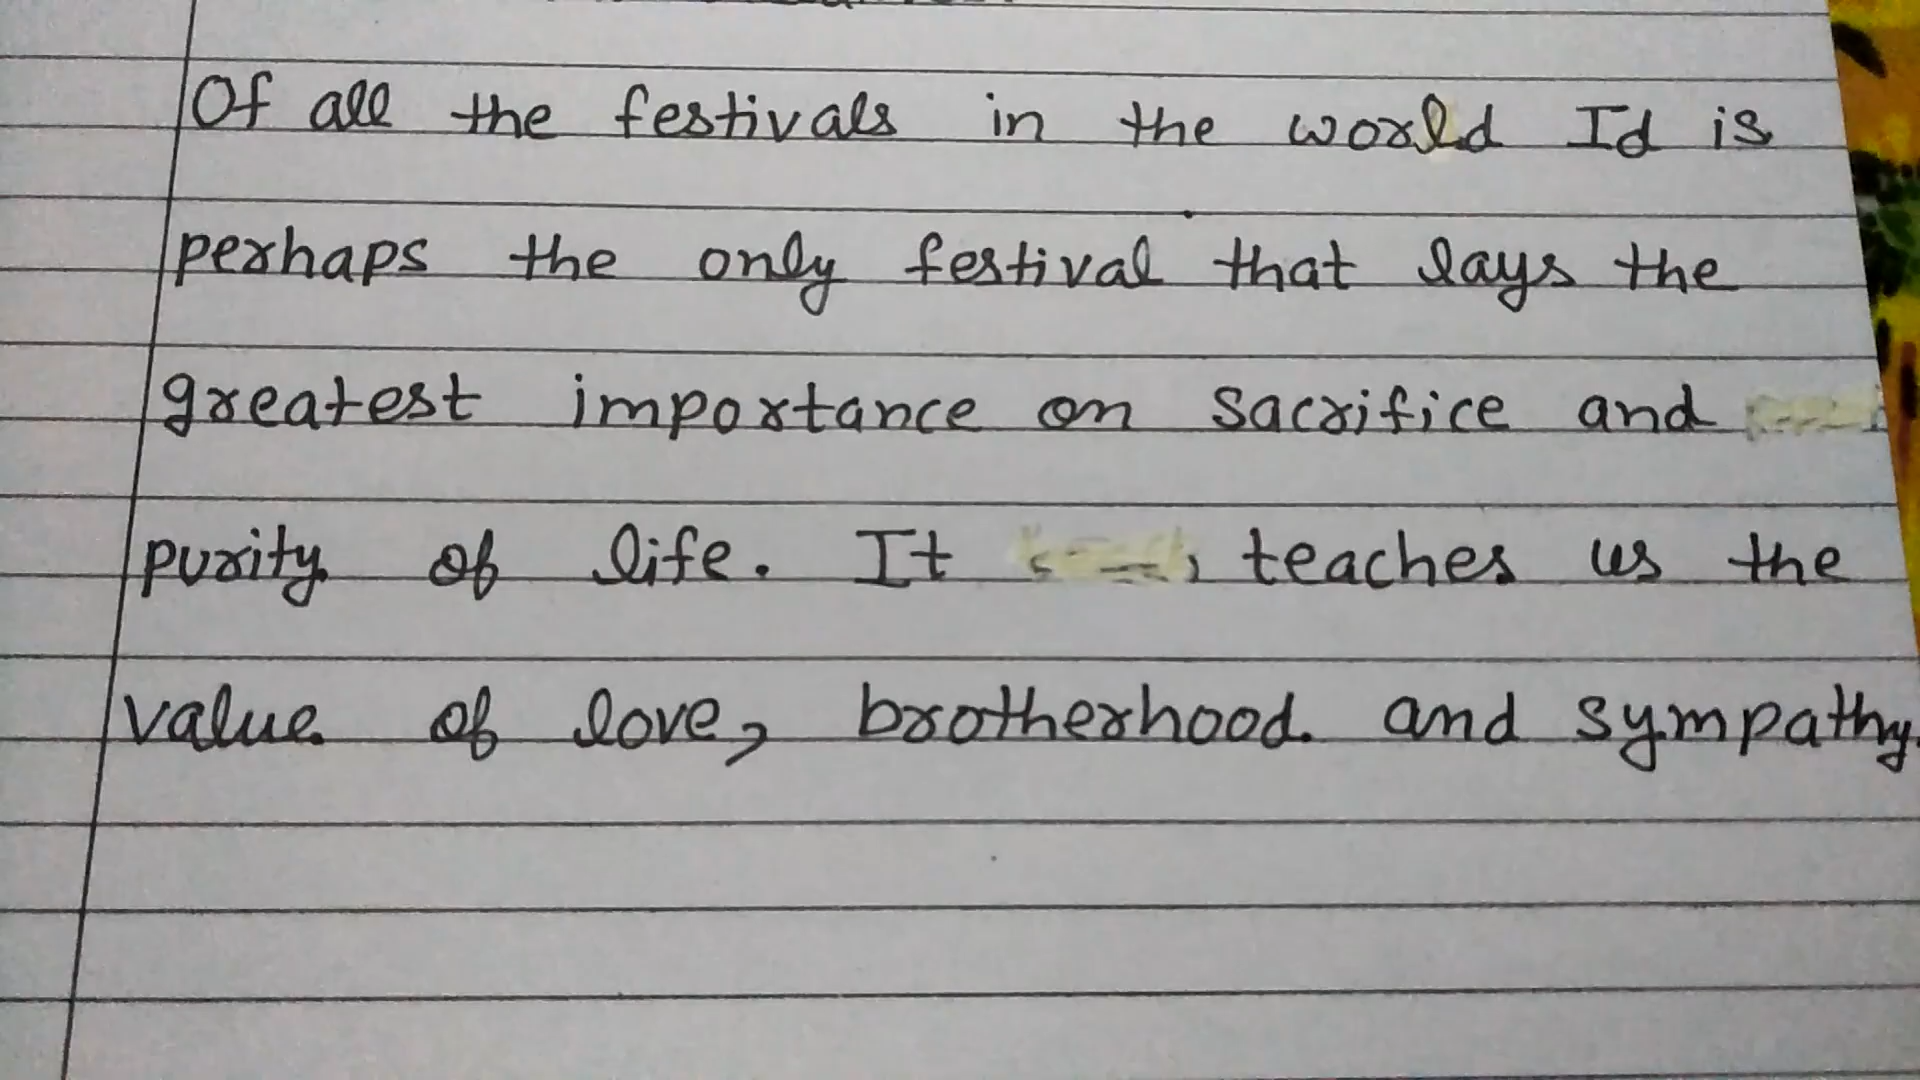 Of all the festivals in the world Id is
perhaps the only festival that lays the
greatest importance on sacrifice and
purity of life. It teaches us the
value of love, brotherhood and sympathy.